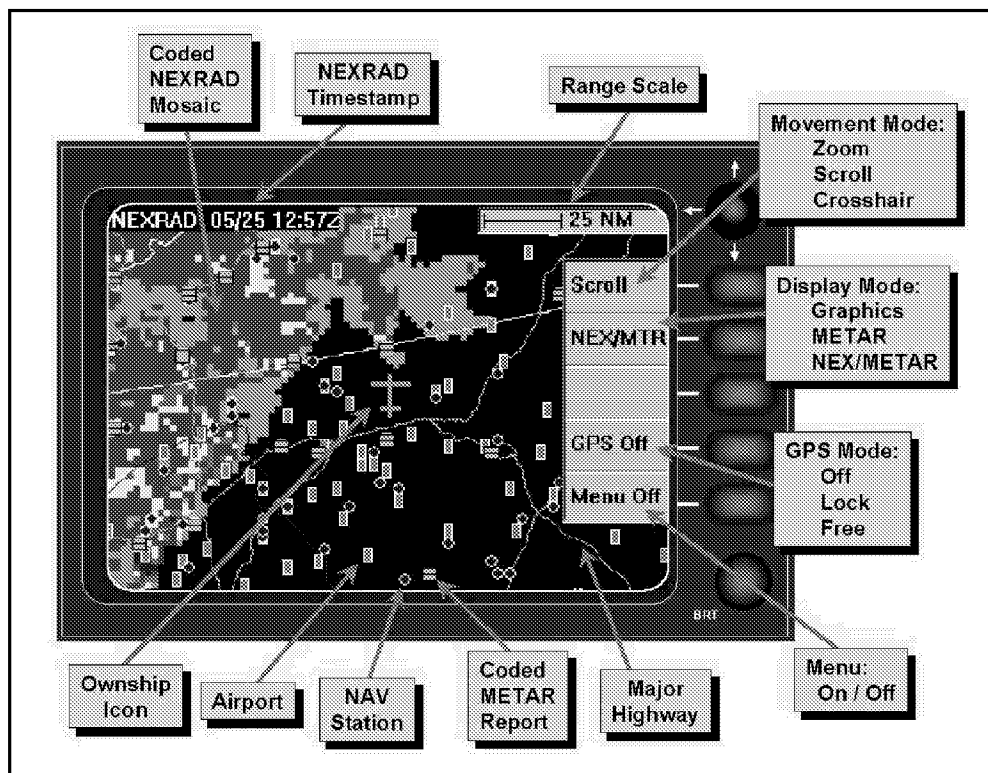 Coded
NEXRAD
Mosaic
NEXRAD
Timestamp
Range Scale
Movement Mode:
Zoom
Scroll
Crosshair
NEXRAD 05/25 12:57Z
25 NM
Scroll
NEX/MTR
GPS Off
Menu Off
Display Mode:
Graphics
METAR
NEX/METAR
GPS Mode:
Off
Lock
Free
BRT
Ownship
Icon
Airport
NAV
Station
Coded
METAR
Report
Major
Highway
Menu:
On / Off